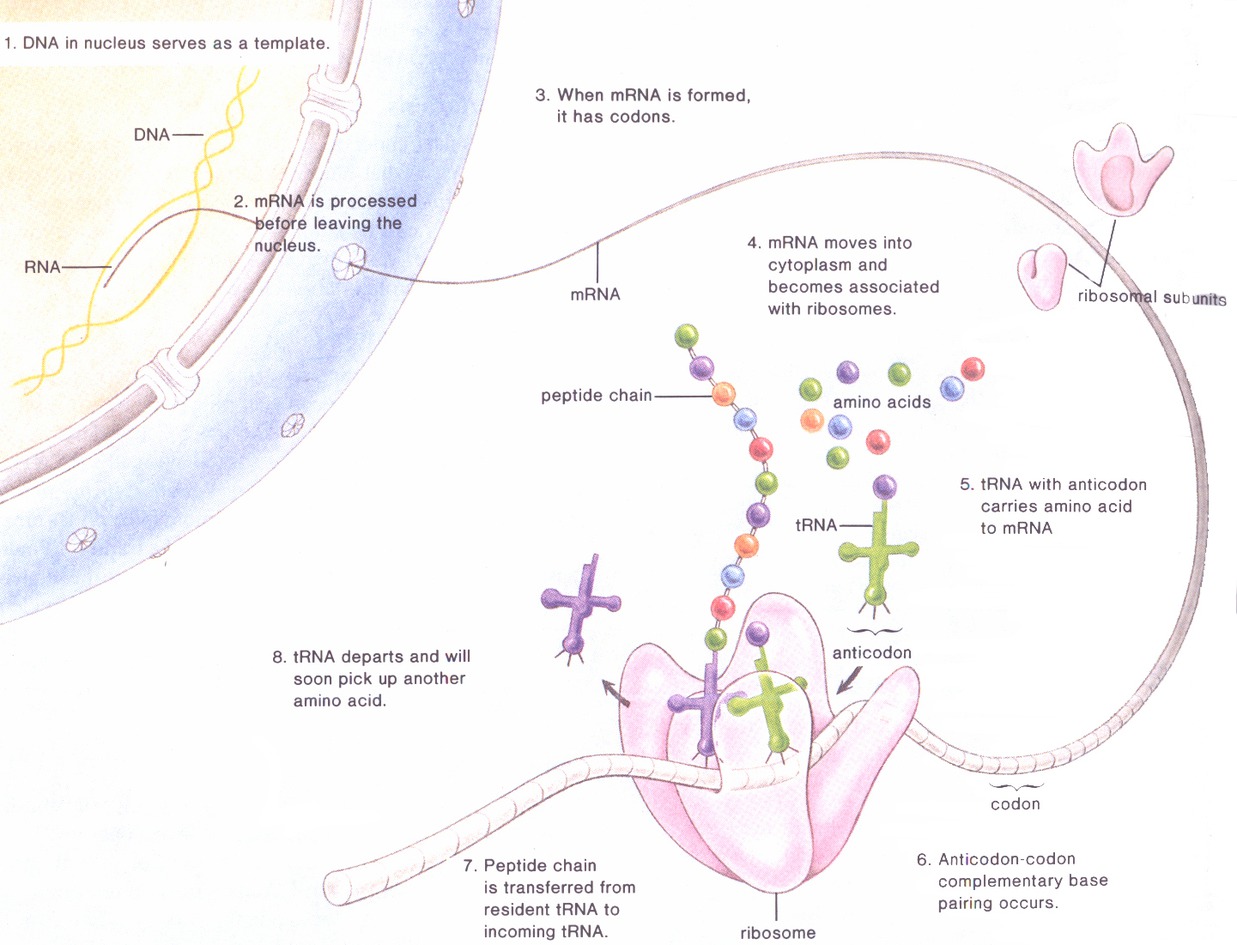 1. DNA in nucleus serves as a template.
DNA
2. mRNA is processed
before leaving the
nucleus.
RNA
3. When mRNA is formed,
it has codons.
mRNA
4. mRNA moves into
cytoplasm and
becomes associated
with ribosomes.
ribosomal subunits
peptide chain
amino acids
5. tRNA with anticodon
carries amino acid
to mRNA
tRNA
anticodon
8. tRNA departs and will
soon pick up another
amino acid.
codon
6. Anticodon-codon
complementary base
pairing occurs.
7. Peptide chain
is transferred from
resident tRNA to
incoming tRNA.
ribosome